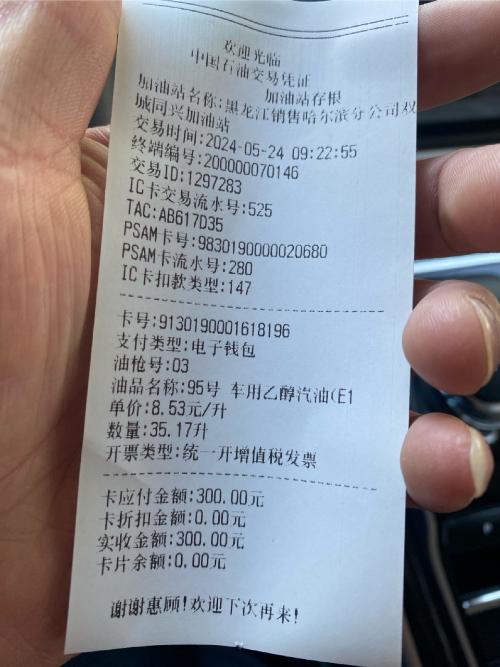 欢迎光临
中国石油交易凭证
加油站存根
加油站名称:黑龙江销售哈尔滨分公司双
城同兴加油站
交易时间:2024-05-24 09:22:55
终端编号:200000070146
交易ID:1297283
IC卡交易流水号:525
TAC:AB617D35
PSAM卡号:9830190000020680
PSAM卡流水号:280
IC卡扣款类型:147
卡号:9130190001618196
支付类型:电子钱包
油枪号:03
油品名称:95号 车用乙醇汽油(E1
单价:8.53元/升
数量:35.17升
开票类型:统一开增值税发票
卡应付金额:300.00元
卡折扣金额:0.00元
实收金额:300.00元
卡片余额:0.00元
谢谢惠顾!欢迎下次再来!